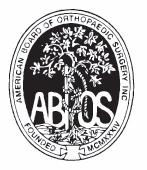 AMERICAN BOARD OF ORTHOPAEDIC SURGERY INC
ABOS
FOUNDED MCMXXXIV